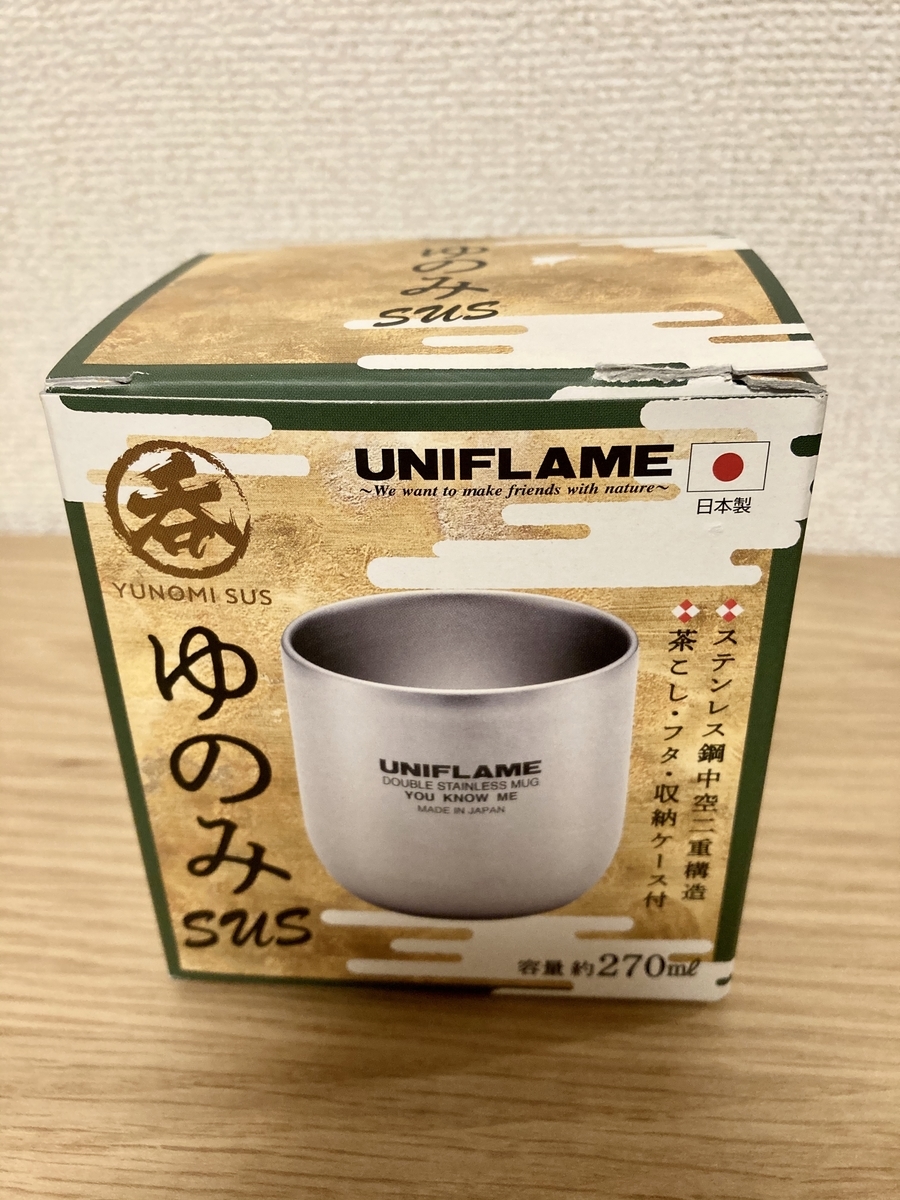 ゆのみ
SUS
UNIFLAME
~We want to make friends with nature~
日本製
呑
YUNOMI SUS
ゆのみ
SUS
UNIFLAME
DOUBLE STAINLESS MUG
YOU KNOW ME
MADE IN JAPAN
ステンレス鋼中空二重構造
茶こし・フタ・収納ケース付
容量 約270mℓ